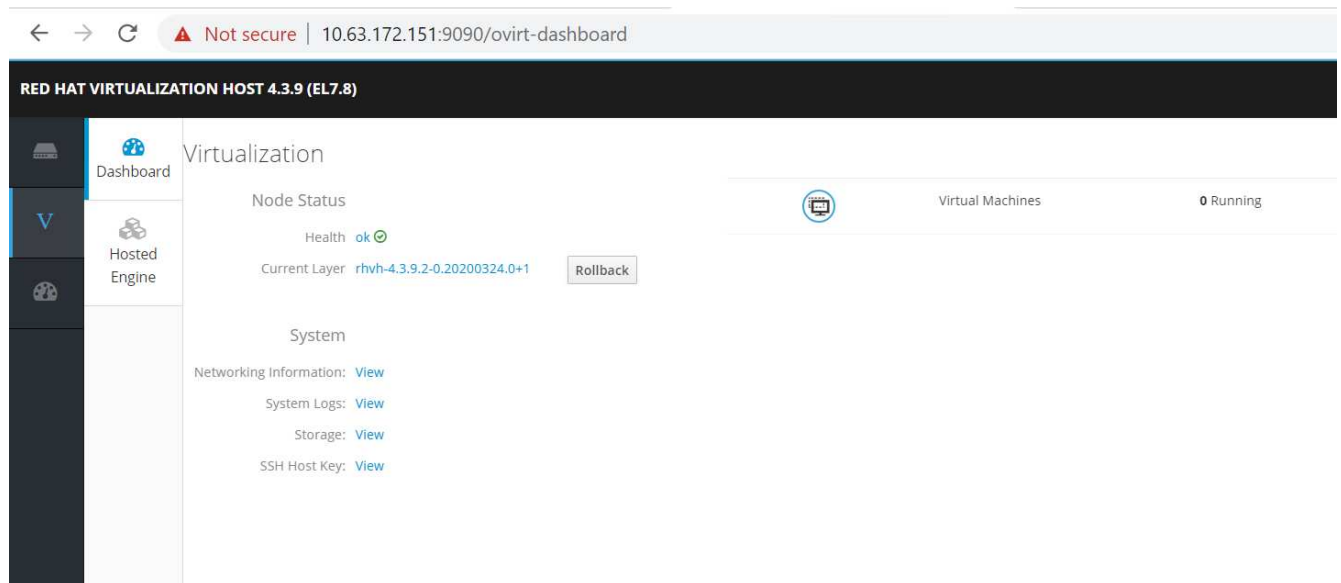 Not secure | 10.63.172.151:9090/ovirt-dashboard
RED HAT VIRTUALIZATION HOST 4.3.9 (EL7.8)
V
Dashboard
Hosted
Engine
Virtualization
Node Status
Health ok
Current Layer rhvh-4.3.9.2-0.20200324.0+1 Rollback
System
Networking Information: View
System Logs: View
Storage: View
SSH Host Key: View
Virtual Machines 0 Running